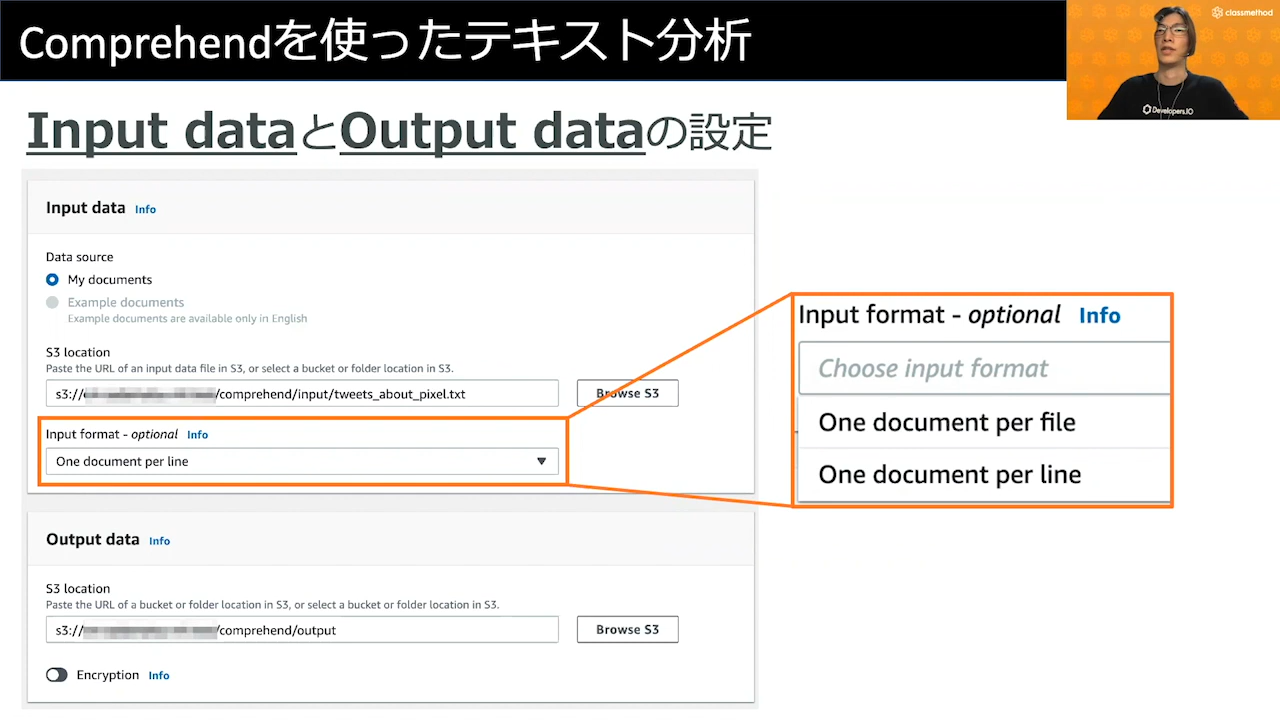 Comprehendを使ったテキスト分析
classmethod
Developers.IO
Input dataとOutput dataの設定
Input data Info
Data source
My documents
Example documents
Example documents are available only in English
S3 location
Paste the URL of an input data file in S3, or select a bucket or folder location in S3.
s3:// /comprehend/input/tweets_about_pixel.txt
Browse S3
Input format - optional Info
One document per line
Input format - optional Info
Choose input format
One document per file
One document per line
Output data Info
S3 location
Paste the URL of a bucket or folder location in S3, or select a bucket or folder location in S3.
s3:// /comprehend/output
Browse S3
Encryption Info